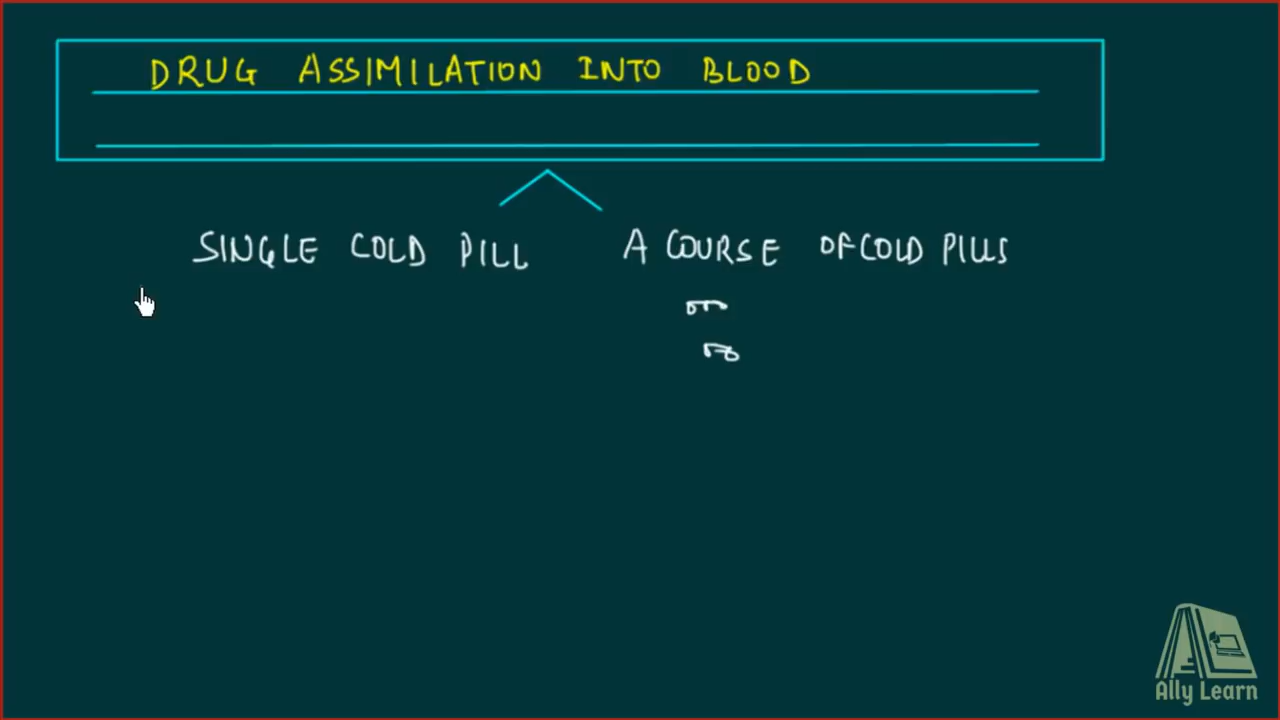 DRUG ASSIMILATION INTO BLOOD
SINGLE COLD PILL
A COURSE OF COLD PILLS
Ally Learn